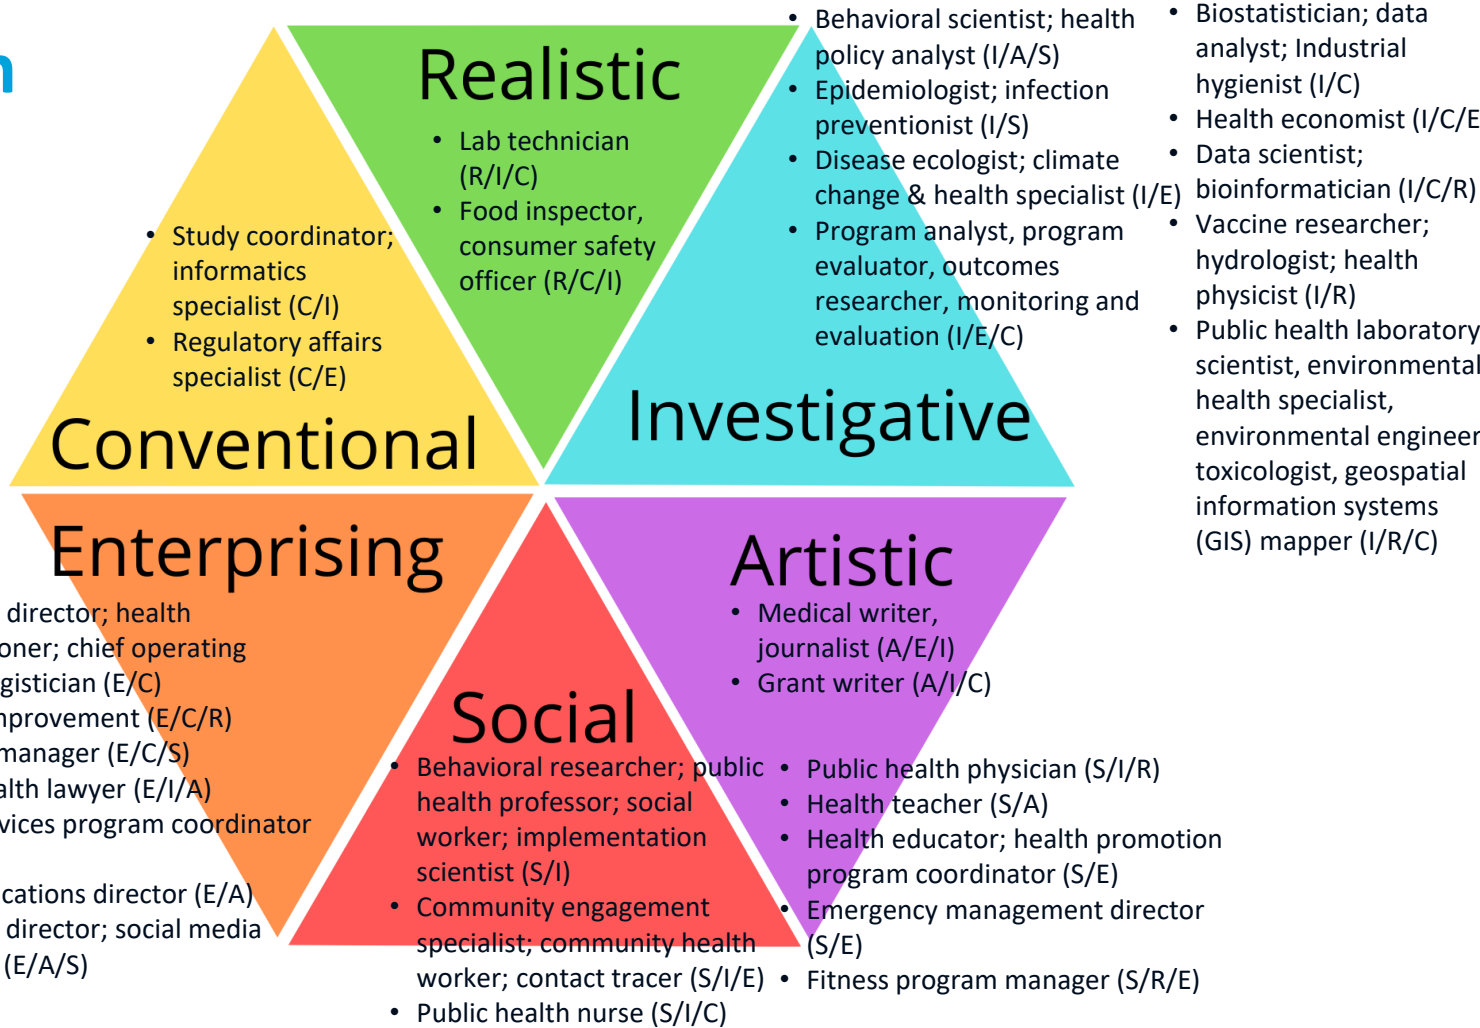 n
Realistic
• Lab technician
(R/I/C)
• Food inspector,
consumer safety
officer (R/C/I)
• Behavioral scientist; health
policy analyst (I/A/S)
• Epidemiologist; infection
preventionist (I/S)
• Disease ecologist; climate
change & health specialist (I/E)
• Program analyst, program
evaluator, outcomes
researcher, monitoring and
evaluation (I/E/C)
Investigative
• Biostatistician; data
analyst; Industrial
hygienist (I/C)
• Health economist (I/C/E
• Data scientist;
bioinformatician (I/C/R)
• Vaccine researcher;
hydrologist; health
physicist (I/R)
• Public health laboratory
scientist, environmental
health specialist,
environmental engineer
toxicologist, geospatial
information systems
(GIS) mapper (I/R/C)
• Study coordinator;
informatics
specialist (C/I)
• Regulatory affairs
specialist (C/E)
Conventional
Enterprising
director; health
oner; chief operating
gistician (E/C)
provement (E/C/R)
manager (E/C/S)
alth lawyer (E/I/A)
vices program coordinator
cations director (E/A)
director; social media
(E/A/S)
Artistic
• Medical writer,
journalist (A/E/I)
• Grant writer (A/I/C)
Social
• Behavioral researcher; public
health professor; social
worker; implementation
scientist (S/I)
• Community engagement
specialist; community health
worker; contact tracer (S/I/E)
• Public health nurse (S/I/C)
• Public health physician (S/I/R)
• Health teacher (S/A)
• Health educator; health promotion
program coordinator (S/E)
• Emergency management director
(S/E)
• Fitness program manager (S/R/E)